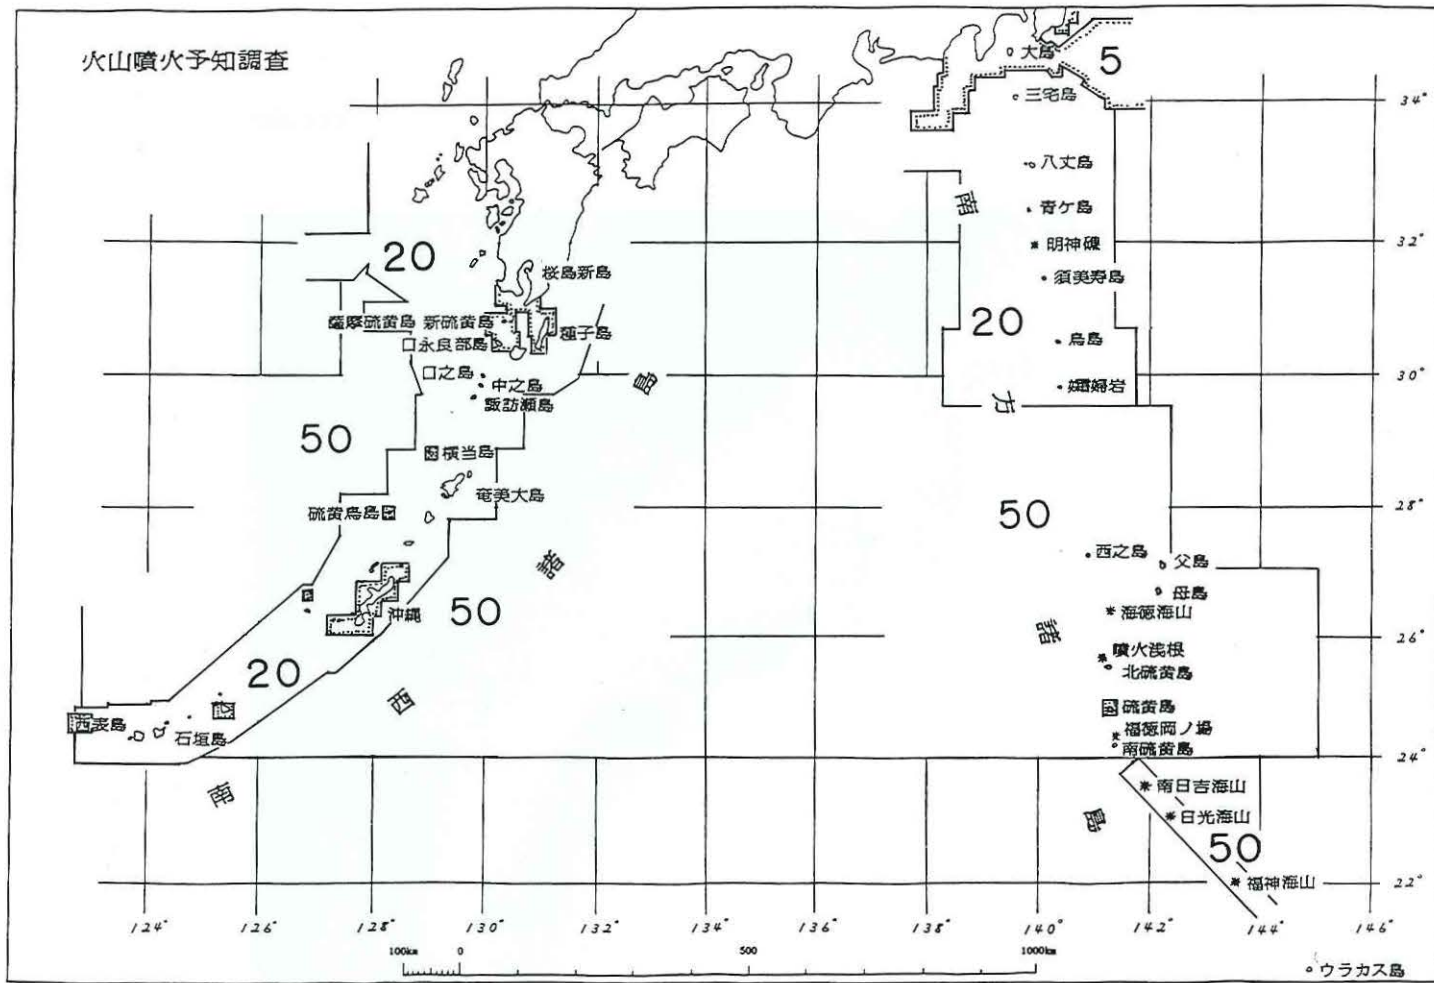 火山噴火予知調査
大島
5
三宅島
34°
八丈島
南
青ケ島
明神礁
32°
20
須美寿島
桜島新島
薩摩硫黄島
新硫黄島
種子島
20
鳥島
口永良部島
口之島
中之島
島
30°
孀婦岩
諏訪瀬島
方
50
横当島
奄美大島
硫黄鳥島
50
28°
西之島
父島
諸
母島
50
海徳海山
沖縄
諸
26°
噴火浅根
北硫黄島
20
西
硫黄島
西表島
福徳岡ノ場
石垣島
南硫黄島
24°
南
南日吉海山
島
日光海山
50
福神海山
22°
124°
126°
128°
130°
132°
134°
136°
138°
140°
142°
144°
146°
100km
0
500
1000km
ウラカス島